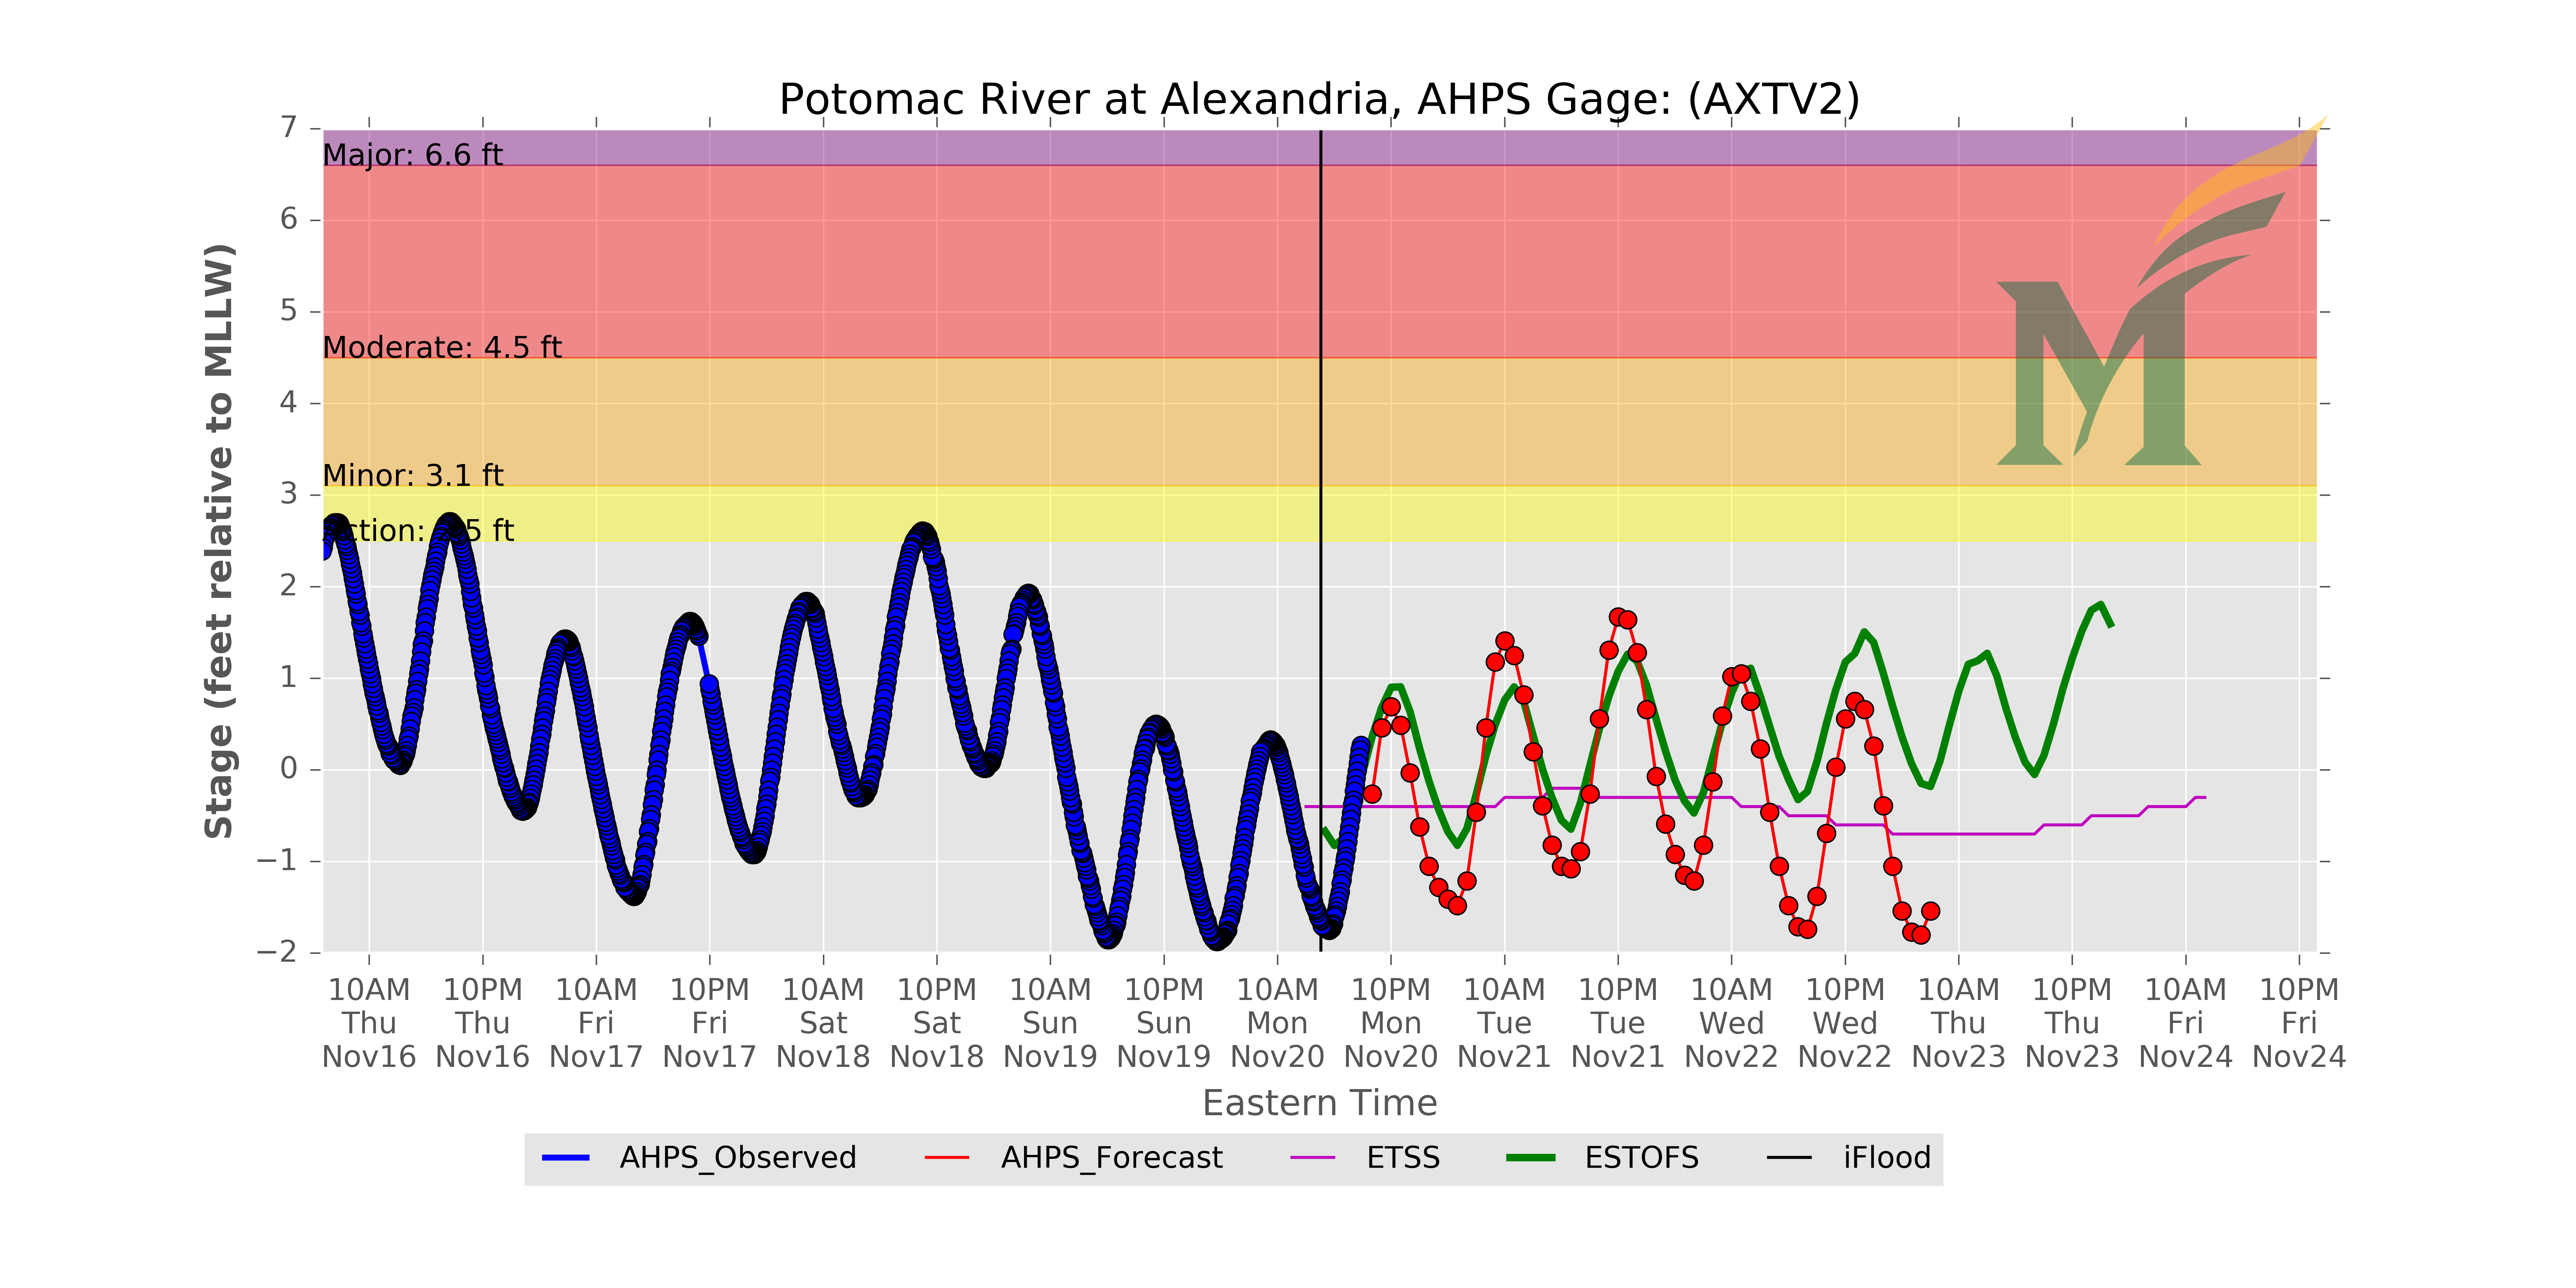 Potomac River at Alexandria, AHPS Gage: (AXTV2)
Stage (feet relative to MLLW)
7
6
5
4
3
2
1
0
−1
−2
Major: 6.6 ft
Moderate: 4.5 ft
Minor: 3.1 ft
ction: 5 ft
10AM 10PM 10AM 10PM 10AM 10PM 10AM 10PM 10AM 10PM 10AM 10PM 10AM 10PM 10AM 10PM 10AM 10PM
Thu Thu Fri Fri Sat Sat Sun Sun Mon Mon Tue Tue Wed Wed Thu Thu Fri Fri
Nov16 Nov16 Nov17 Nov17 Nov18 Nov18 Nov19 Nov19 Nov20 Nov20 Nov21 Nov21 Nov22 Nov22 Nov23 Nov23 Nov24 Nov24
Eastern Time
AHPS_Observed AHPS_Forecast ETSS ESTOFS iFlood